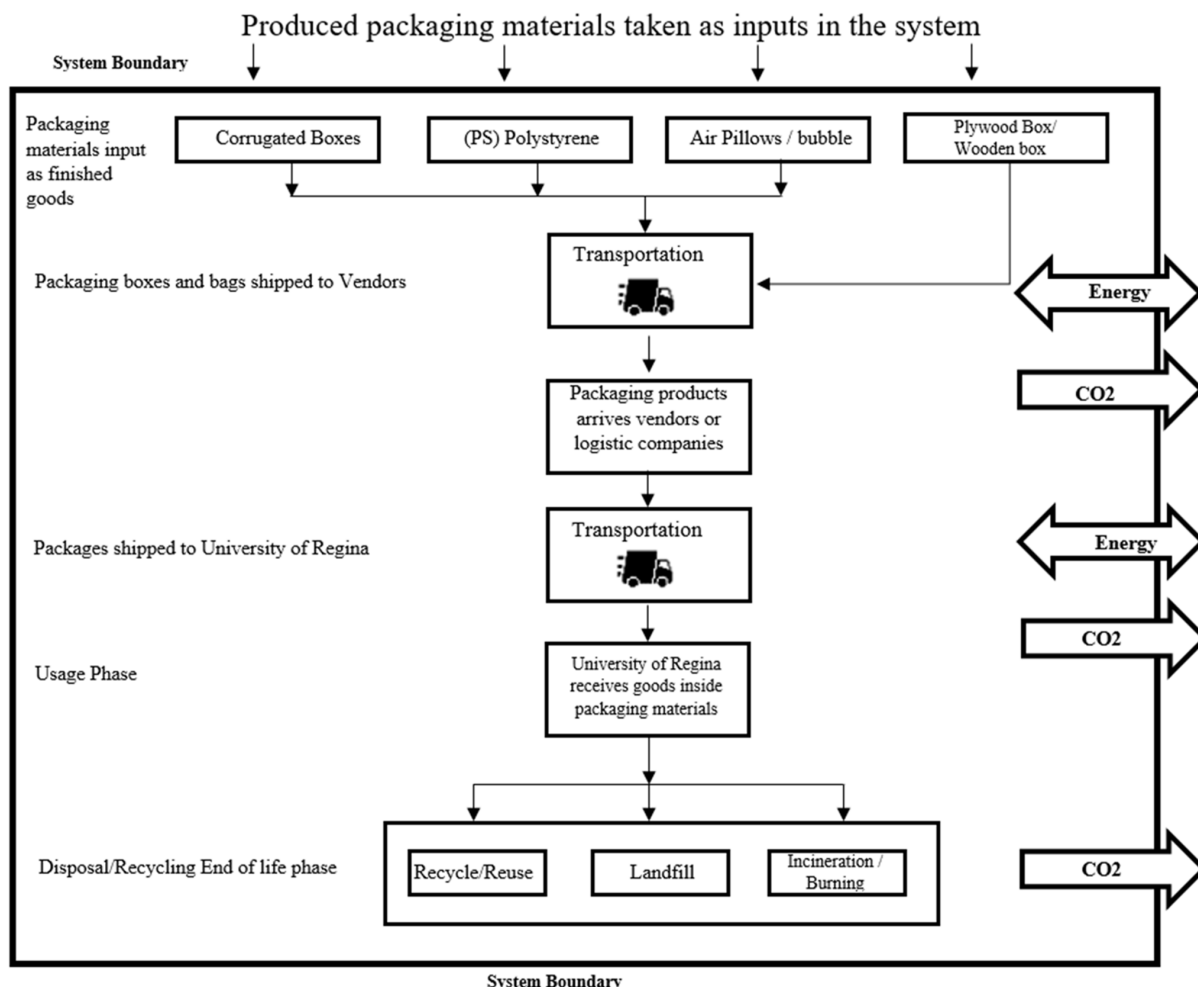 Produced packaging materials taken as inputs in the system
System Boundary
Packaging
materials input
as finished
goods
Corrugated Boxes
(PS) Polystyrene
Air Pillows / bubble
Plywood Box/
Wooden box
Transportation
Packaging boxes and bags shipped to Vendors
Energy
CO2
Packaging products
arrives vendors or
logistic companies
Transportation
Packages shipped to University of Regina
Energy
CO2
Usage Phase
University of Regina
receives goods inside
packaging materials
Disposal/Recycling End of life phase
Recycle/Reuse
Landfill
Incineration /
Burning
CO2
System Boundary